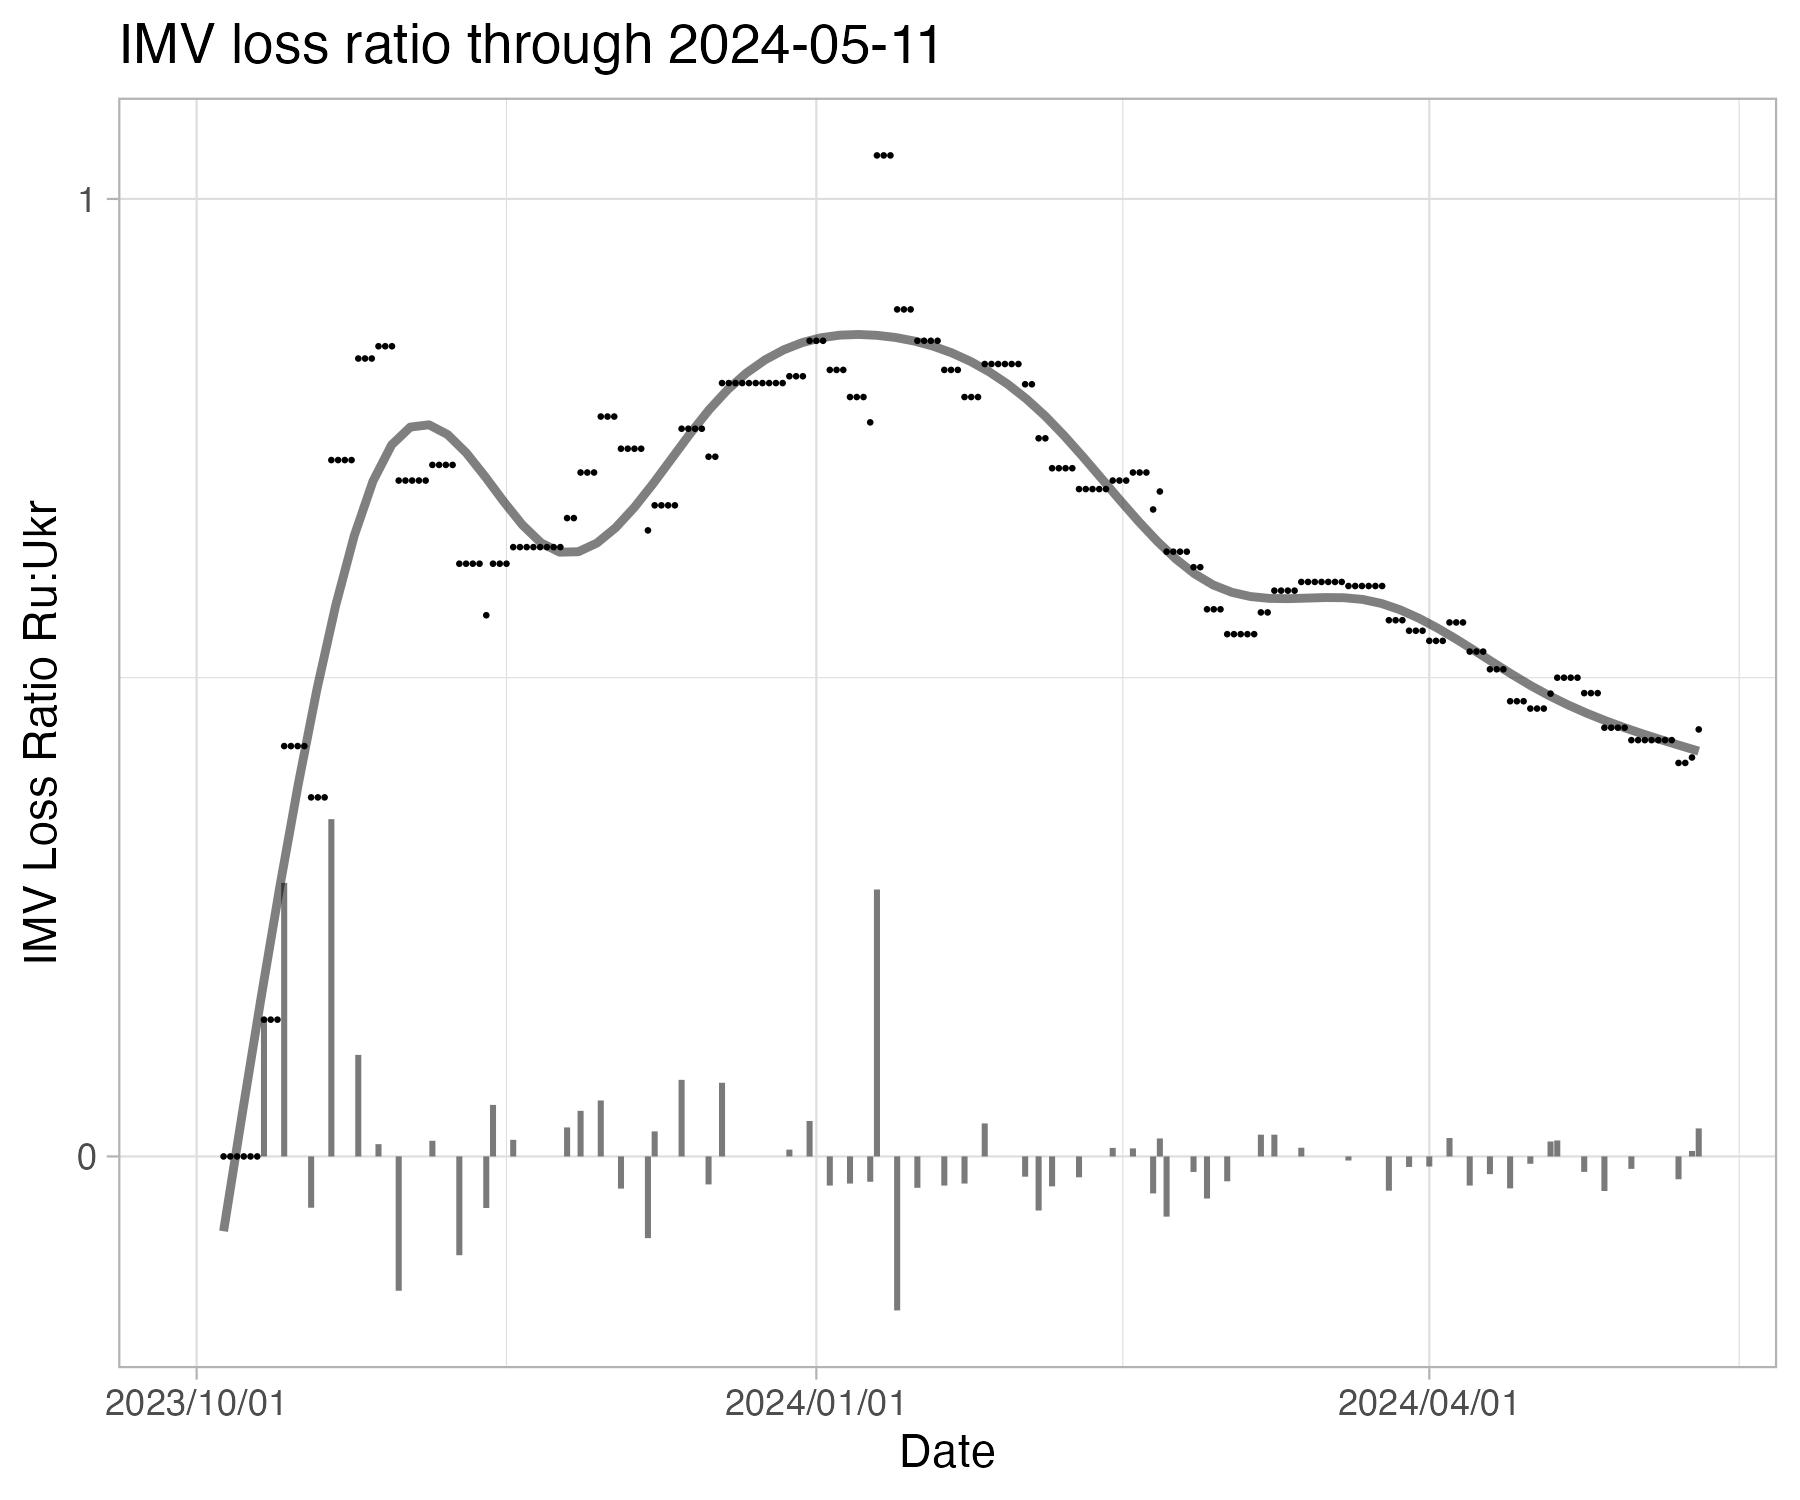 IMV loss ratio through 2024-05-11
IMV Loss Ratio Ru:Ukr
1
0
2023/10/01
2024/01/01
2024/04/01
Date